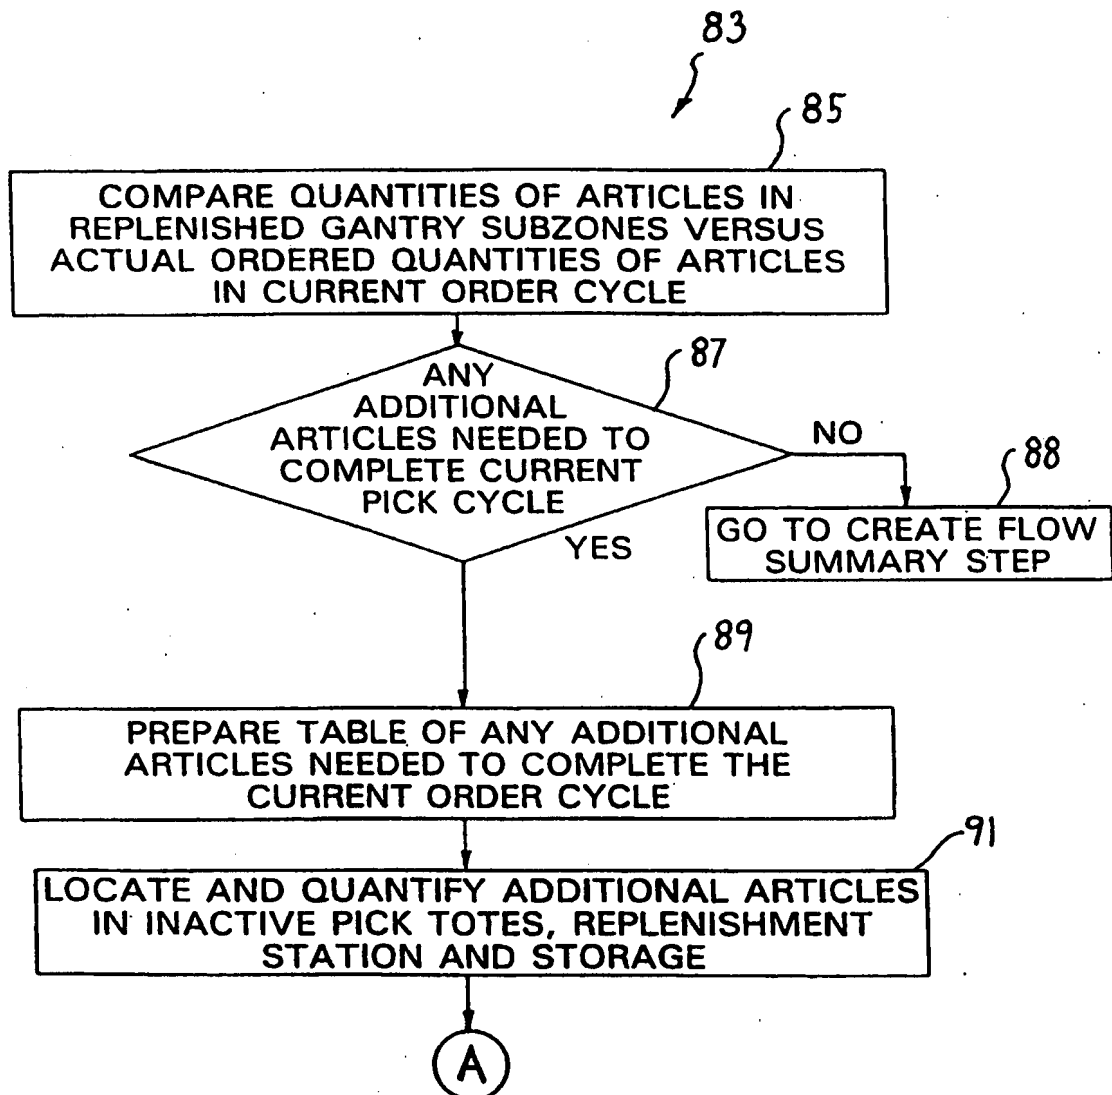 83
85
COMPARE QUANTITIES OF ARTICLES IN
REPLENISHED GANTRY SUBZONES VERSUS
ACTUAL ORDERED QUANTITIES OF ARTICLES
IN CURRENT ORDER CYCLE
87
ANY
ADDITIONAL
ARTICLES NEEDED TO
COMPLETE CURRENT
PICK CYCLE
NO
88
YES
GO TO CREATE FLOW
SUMMARY STEP
89
PREPARE TABLE OF ANY ADDITIONAL
ARTICLES NEEDED TO COMPLETE THE
CURRENT ORDER CYCLE
91
LOCATE AND QUANTIFY ADDITIONAL ARTICLES
IN INACTIVE PICK TOTES, REPLENISHMENT
STATION AND STORAGE
A